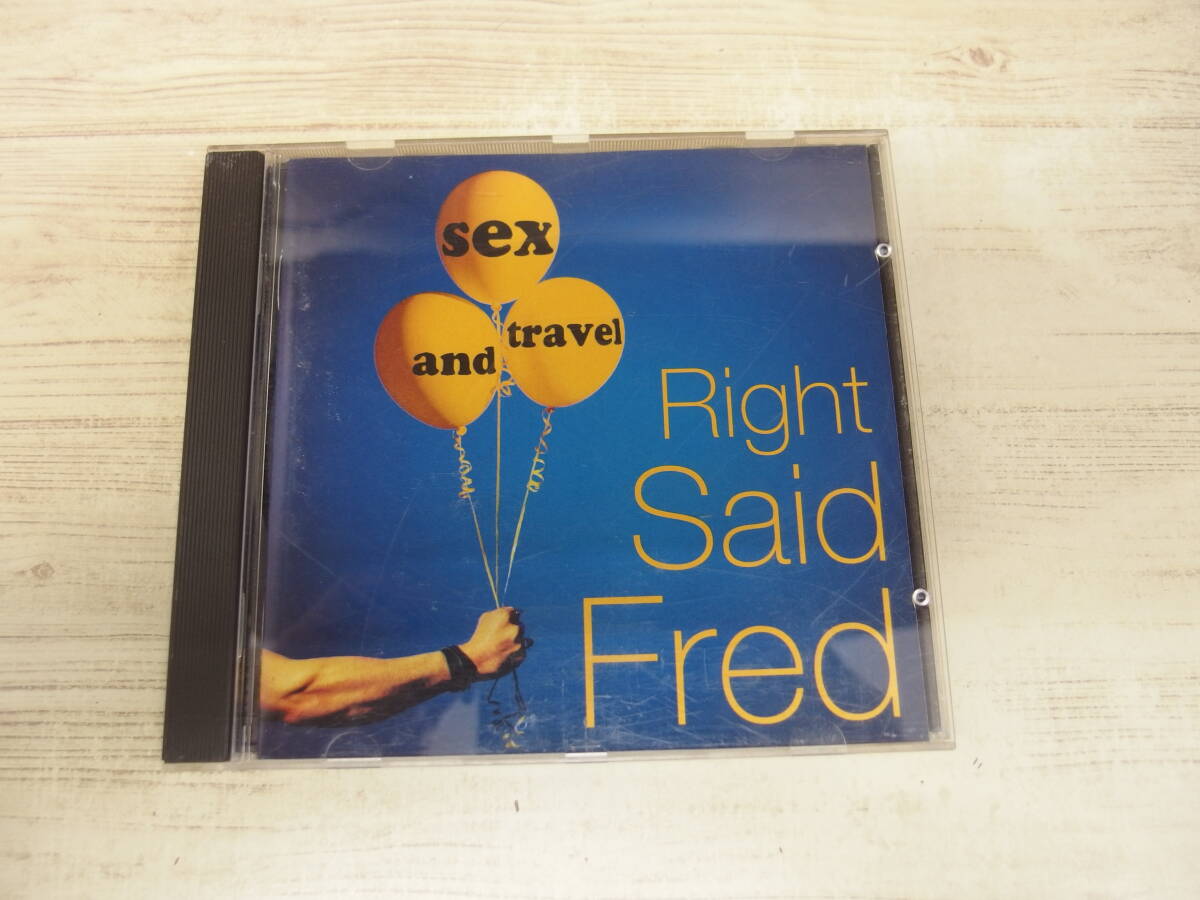 sex
and travel
Right
Said
Fred